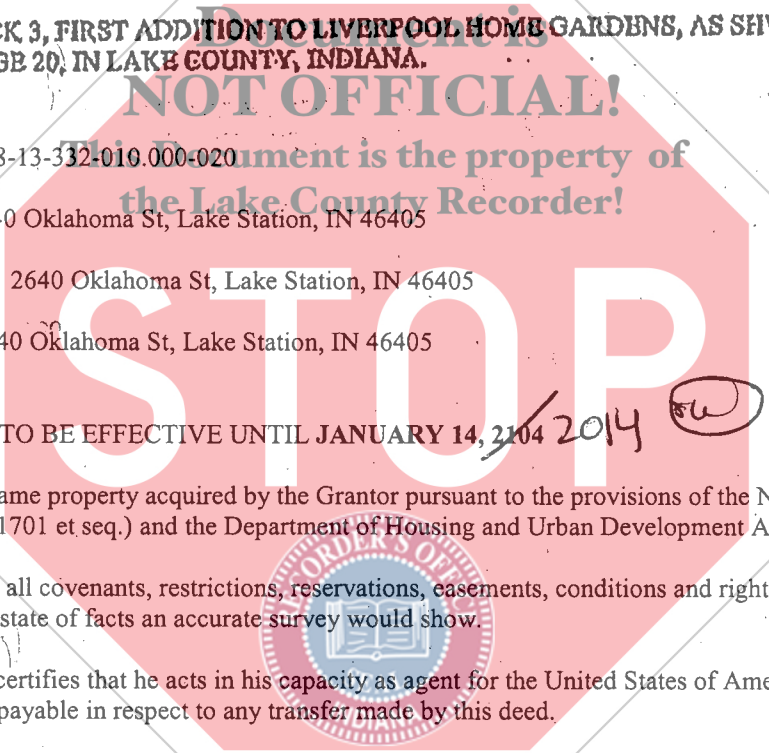 CK 3, FIRST ADDITION TO LIVERPOOL HOME GARDENS, AS SHW
GE 20, IN LAKE COUNTY, INDIANA.
Document is
NOT OFFICIAL!
This Document is the property of
the Lake County Recorder!
STOP
8-13-332-010.000-020
0 Oklahoma St, Lake Station, IN 46405
2640 Oklahoma St, Lake Station, IN 46405
40 Oklahoma St, Lake Station, IN 46405
TO BE EFFECTIVE UNTIL JANUARY 14, 2104 2014
ame property acquired by the Grantor pursuant to the provisions of the N
1701 et seq.) and the Department of Housing and Urban Development A
all covenants, restrictions, reservations, easements, conditions and right
state of facts an accurate survey would show.
certifies that he acts in his capacity as agent for the United States of Ame
payable in respect to any transfer made by this deed.
RECORDER'S OFFICE
INDIANA